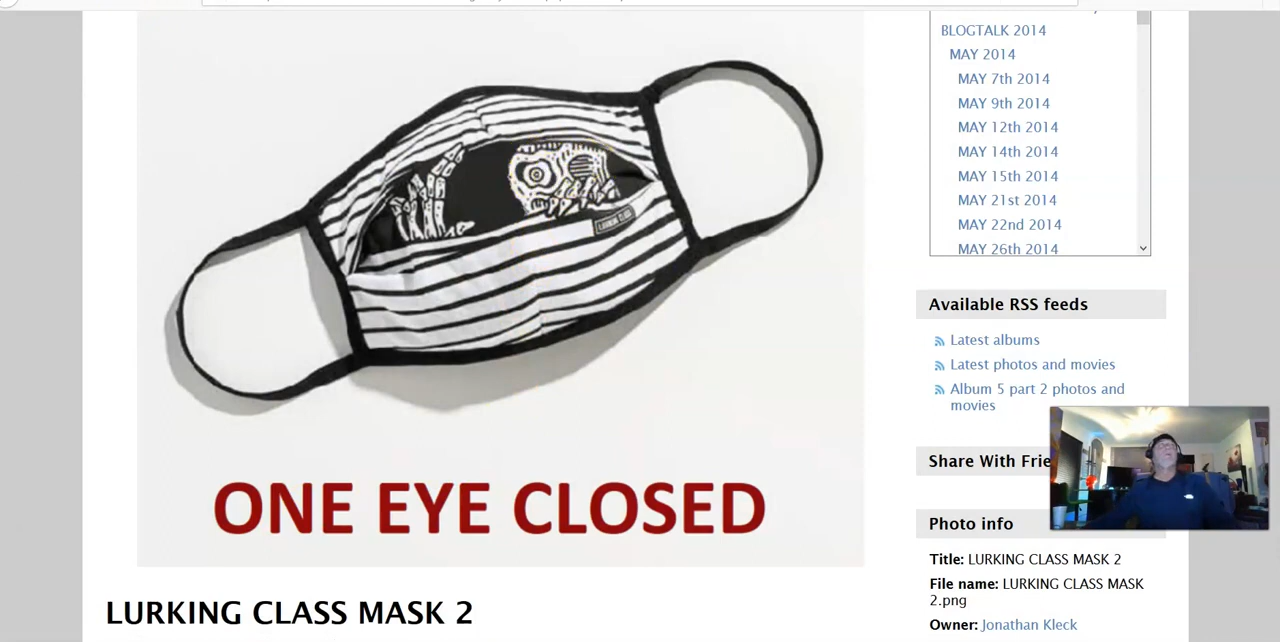 LURKING CLASS
ONE EYE CLOSED
LURKING CLASS MASK 2
BLOGTALK 2014
MAY 2014
MAY 7th 2014
MAY 9th 2014
MAY 12th 2014
MAY 14th 2014
MAY 15th 2014
MAY 21st 2014
MAY 22nd 2014
MAY 26th 2014
Available RSS feeds
Latest albums
Latest photos and movies
Album 5 part 2 photos and
movies
Share With Frie
Photo info
Title: LURKING CLASS MASK 2
File name: LURKING CLASS MASK
2.png
Owner: Jonathan Kleck